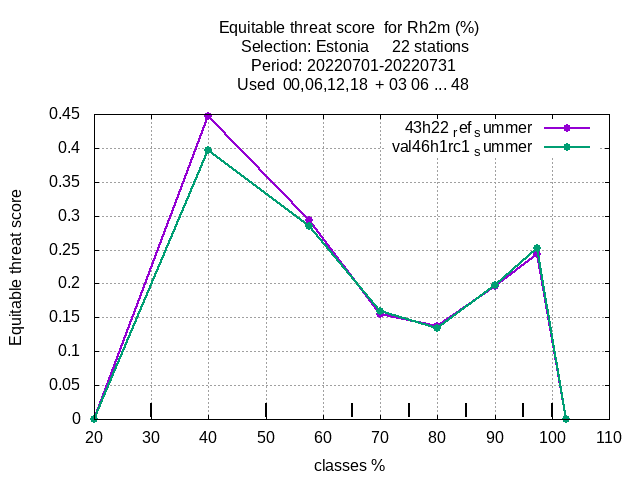 Equitable threat score  for Rh2m (%)
Selection: Estonia     22 stations
Period: 20220701-20220731
Used  00,06,12,18  + 03 06 ... 48
43h22 ref summer
val46h1rc1 summer
Equitable threat score
0.45
0.4
0.35
0.3
0.25
0.2
0.15
0.1
0.05
0
20 30 40 50 60 70 80 90 100 110
classes %